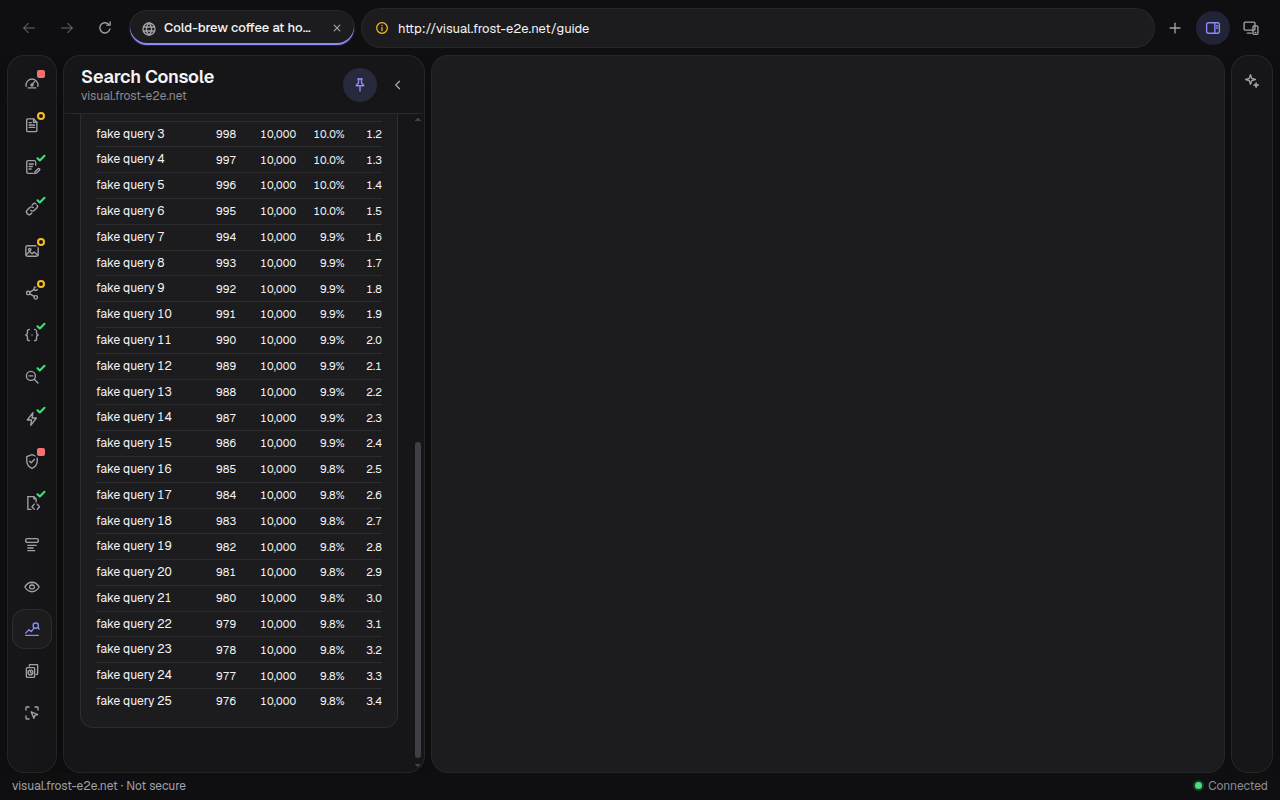 Cold-brew coffee at ho...
http://visual.frost-e2e.net/guide
Search Console
visual.frost-e2e.net
fake query 3 998 10,000 10.0% 1.2
fake query 4 997 10,000 10.0% 1.3
fake query 5 996 10,000 10.0% 1.4
fake query 6 995 10,000 10.0% 1.5
fake query 7 994 10,000 9.9% 1.6
fake query 8 993 10,000 9.9% 1.7
fake query 9 992 10,000 9.9% 1.8
fake query 10 991 10,000 9.9% 1.9
fake query 11 990 10,000 9.9% 2.0
fake query 12 989 10,000 9.9% 2.1
fake query 13 988 10,000 9.9% 2.2
fake query 14 987 10,000 9.9% 2.3
fake query 15 986 10,000 9.9% 2.4
fake query 16 985 10,000 9.8% 2.5
fake query 17 984 10,000 9.8% 2.6
fake query 18 983 10,000 9.8% 2.7
fake query 19 982 10,000 9.8% 2.8
fake query 20 981 10,000 9.8% 2.9
fake query 21 980 10,000 9.8% 3.0
fake query 22 979 10,000 9.8% 3.1
fake query 23 978 10,000 9.8% 3.2
fake query 24 977 10,000 9.8% 3.3
fake query 25 976 10,000 9.8% 3.4
visual.frost-e2e.net · Not secure
Connected